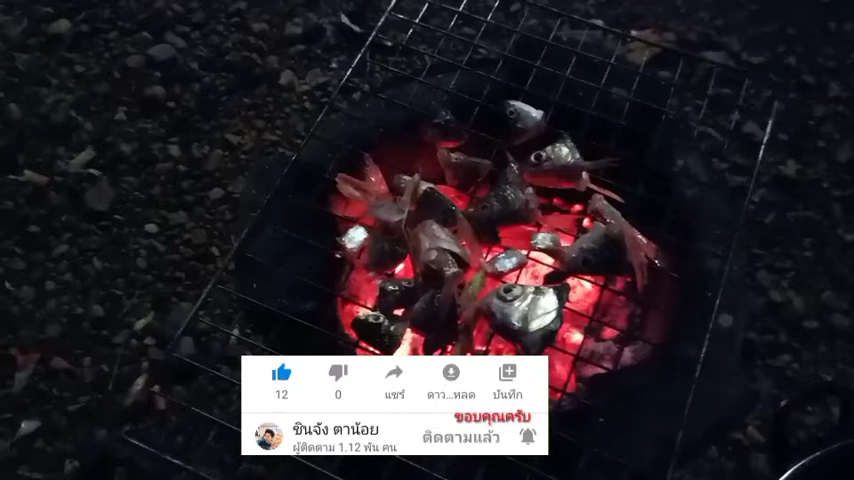 12
0
แชร์
ดาว...หลด
บันทึก
ขอบคุณครับ
ชินจัง ตาน้อย
ติดตามแล้ว
ผู้ติดตาม 1.12 พัน คน